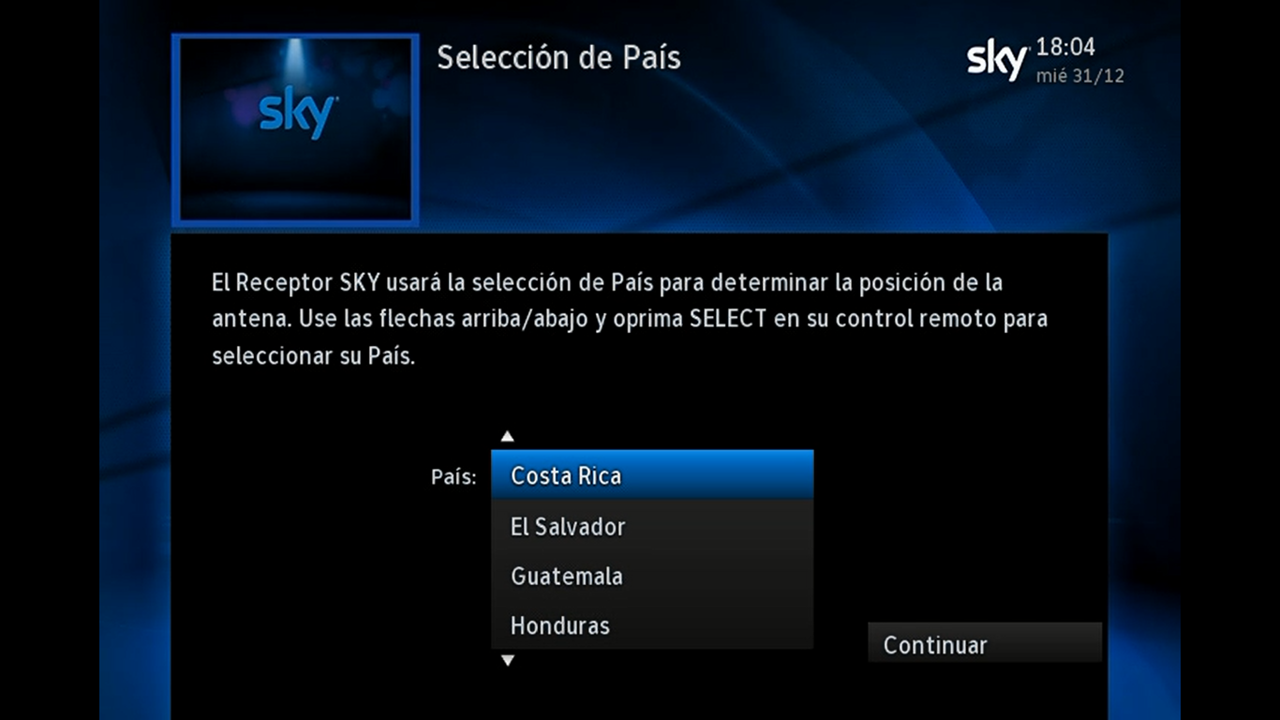 Selección de País
sky 18:04
mié 31/12
sky
El Receptor SKY usará la selección de País para determinar la posición de la
antena. Use las flechas arriba/abajo y oprima SELECT en su control remoto para
seleccionar su País.
País:
Costa Rica
El Salvador
Guatemala
Honduras
Continuar